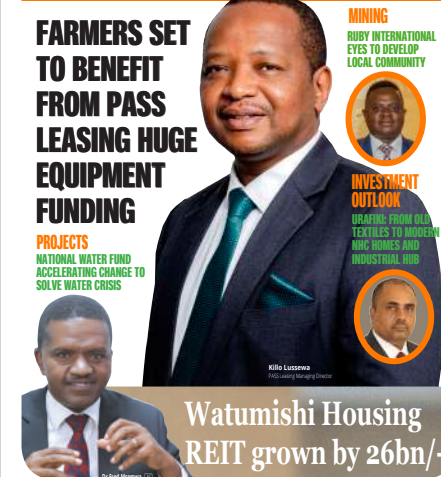 FARMERS SET
TO BENEFIT
FROM PASS
LEASING HUGE
EQUIPMENT
FUNDING
PROJECTS
NATIONAL WATER FUND
ACCELERATING CHANGE TO
SOLVE WATER CRISIS
MINING
RUBY INTERNATIONAL
EYES TO DEVELOP
LOCAL COMMUNITY
INVESTMENT
OUTLOOK
URAFIKI: FROM OLD
TEXTILES TO MODERN
NHC HOMES AND
INDUSTRIAL HUB
Killo Lussewa
PASS Leasing Managing Director
Watumishi Housing
REIT grown by 26bn/-
Dr Fred